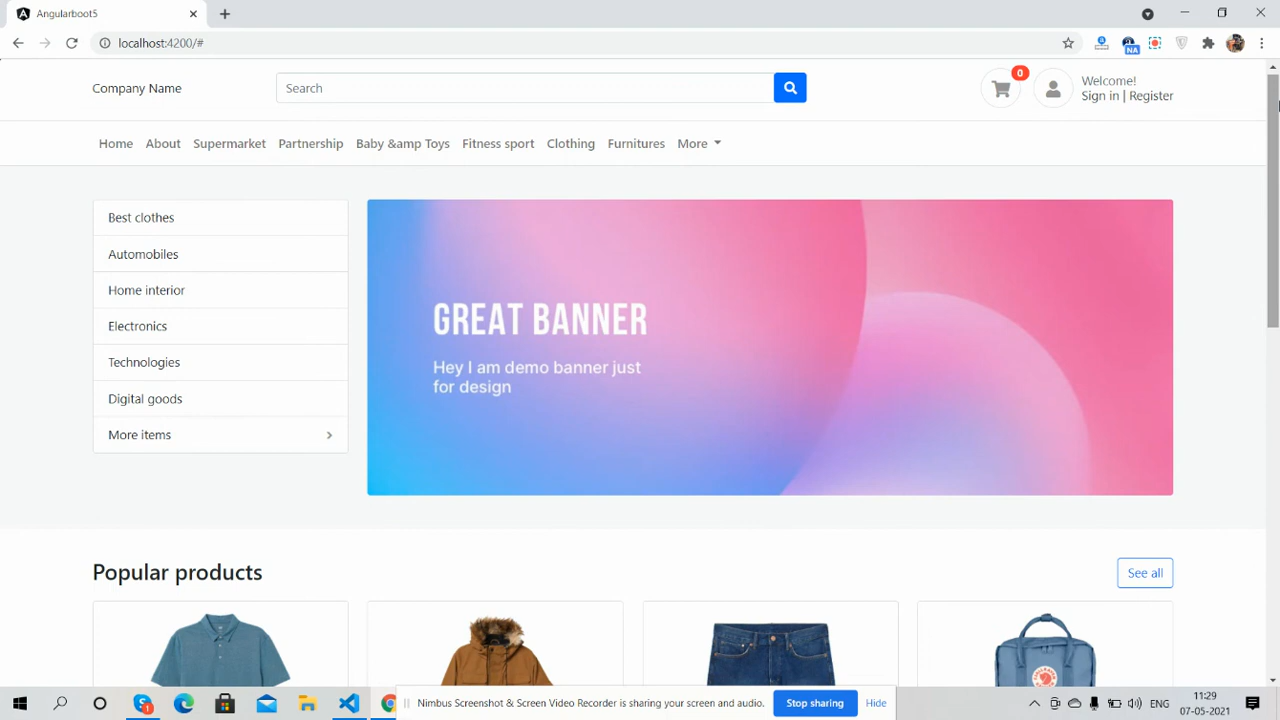 Angularboot5
localhost:4200/#
NA
Company Name
Search
0
Welcome!
Sign in | Register
Home About Supermarket Partnership Baby &amp Toys Fitness sport Clothing Furnitures More
Best clothes
Automobiles
Home interior
Electronics
Technologies
Digital goods
More items
GREAT BANNER
Hey I am demo banner just
for design
Popular products
See all
Nimbus Screenshot & Screen Video Recorder is sharing your screen and audio.
Stop sharing
Hide
1
ENG
11:29
07-05-2021